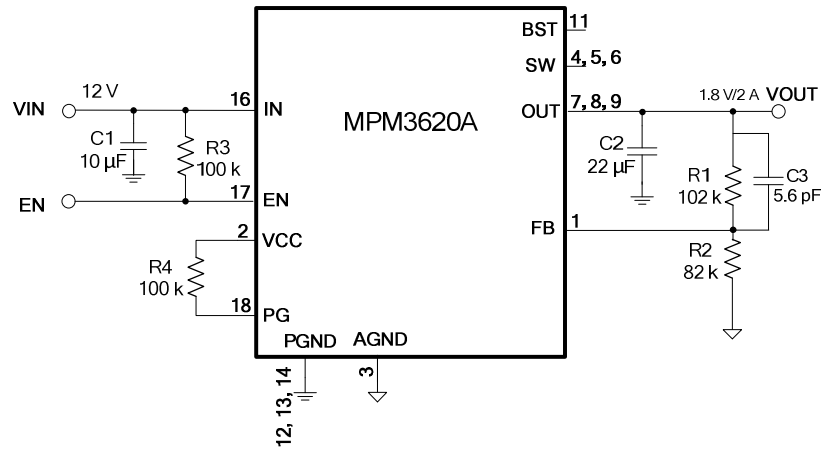 BST
11
SW
4, 5, 6
VIN
12 V
16
IN
MPM3620A
OUT
7, 8, 9
1.8 V/2 A
VOUT
C1
10 µF
R3
100 k
C2
22 µF
R1
102 k
C3
5.6 pF
EN
17
EN
2
VCC
FB
1
R4
100 k
R2
82 k
18
PG
PGND
AGND
12, 13, 14
3